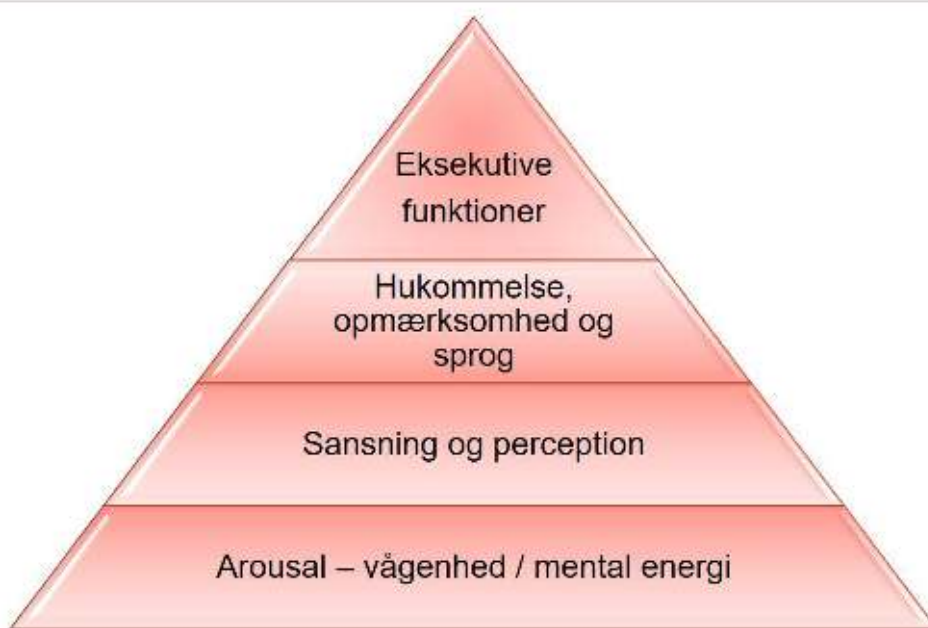 Eksekutive
funktioner
Hukommelse,
opmærksomhed og
sprog
Sansning og perception
Arousal – vågenhed / mental energi